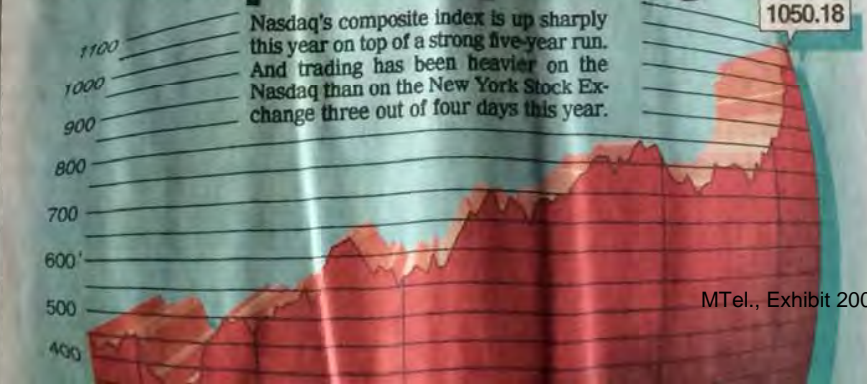 1050.18
Nasdaq's composite index is up sharply
this year on top of a strong five-year run.
And trading has been heavier on the
Nasdaq than on the New York Stock Ex-
change three out of four days this year.
1100
1000
900
800
700
600
500
400
MTel., Exhibit 200